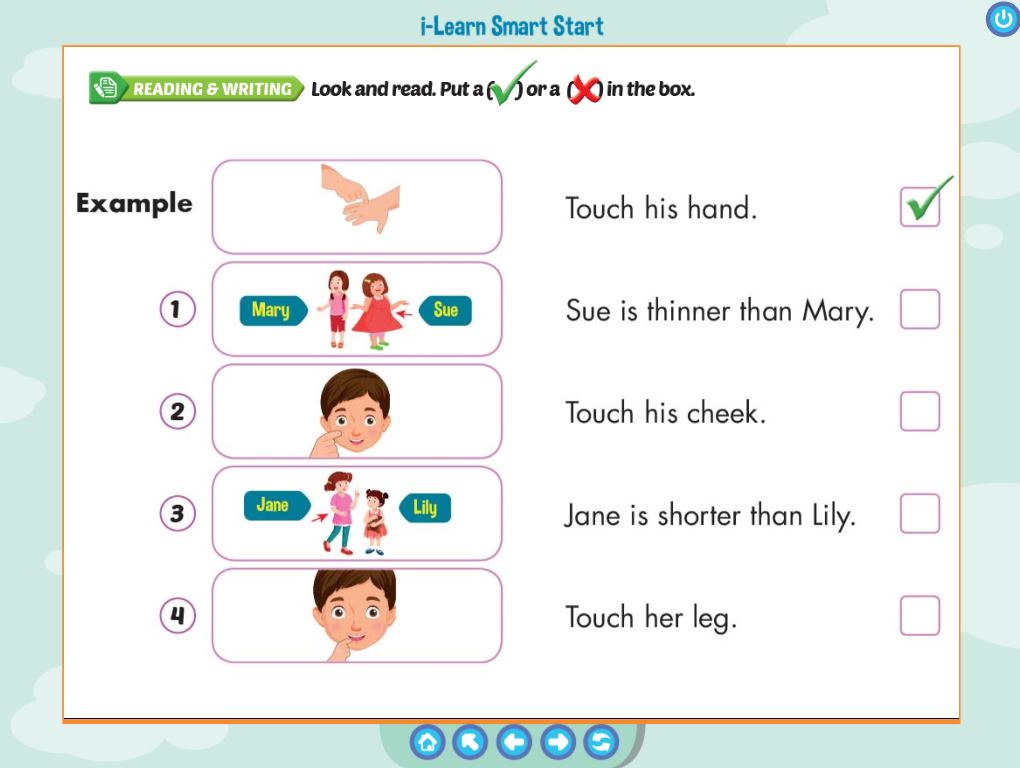 i-Learn Smart Start
READING & WRITING Look and read. Put a (✓) or a (✗) in the box.
Example Touch his hand. ✓
1 Mary Sue Sue is thinner than Mary.
2 Touch his cheek.
3 Jane Lily Jane is shorter than Lily.
4 Touch her leg.